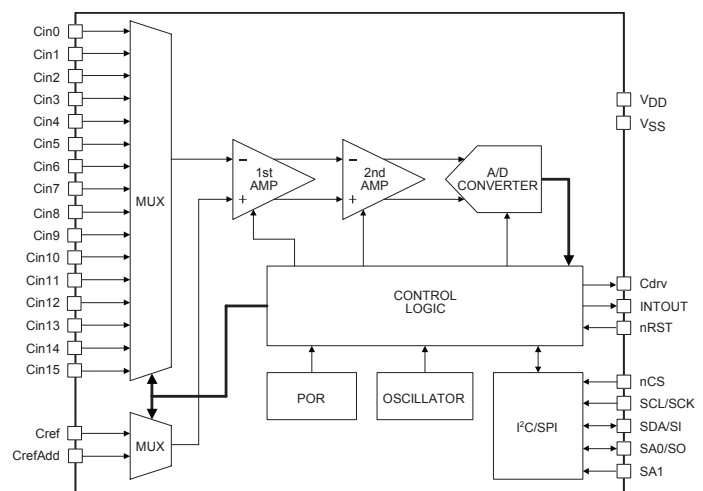 Cin0
Cin1
Cin2
Cin3
Cin4
Cin5
Cin6
Cin7
Cin8
Cin9
Cin10
Cin11
Cin12
Cin13
Cin14
Cin15
Cref
CrefAdd
MUX
MUX
−
1st
AMP
+
−
2nd
AMP
+
A/D
CONVERTER
CONTROL
LOGIC
POR
OSCILLATOR
I²C/SPI
VDD
VSS
Cdrv
INTOUT
nRST
nCS
SCL/SCK
SDA/SI
SA0/SO
SA1